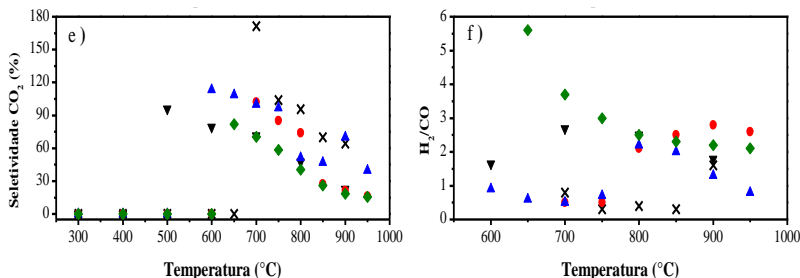 e)
Seletividade CO₂ (%)
180
150
120
90
60
30
0
300 400 500 600 700 800 900 1000
Temperatura (°C)
f)
H₂/CO
6
5
4
3
2
1
0
600 700 800 900 1000
Temperatura (°C)